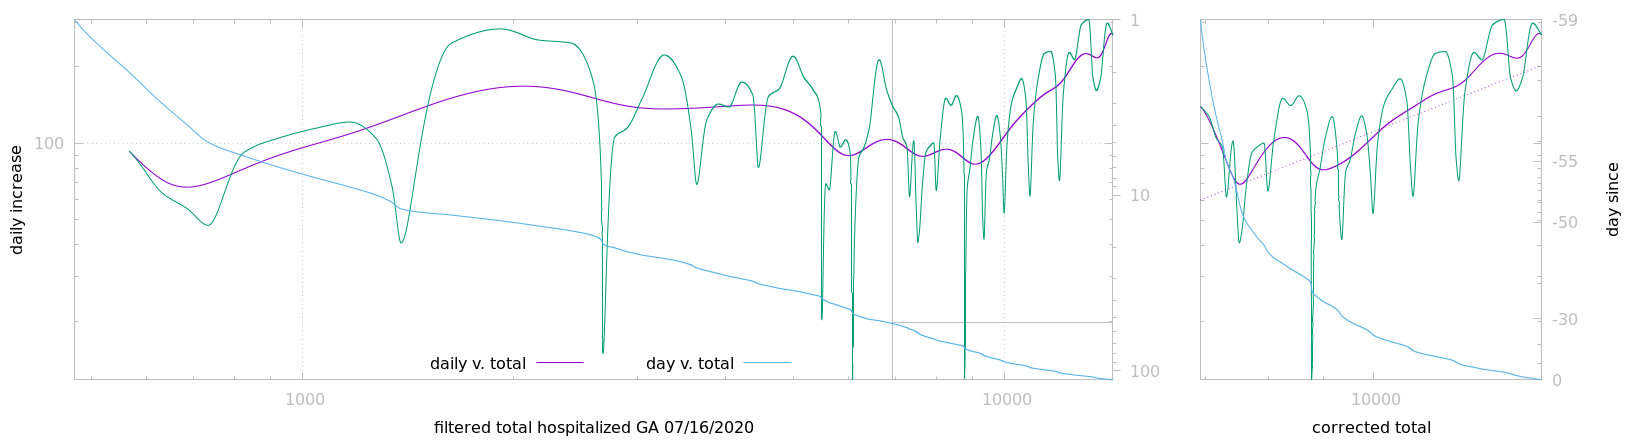 daily increase
100
daily v. total
day v. total
1000
10000
filtered total hospitalized GA 07/16/2020
1
10
100
10000
corrected total
-59
-55
-50
-30
0
day since